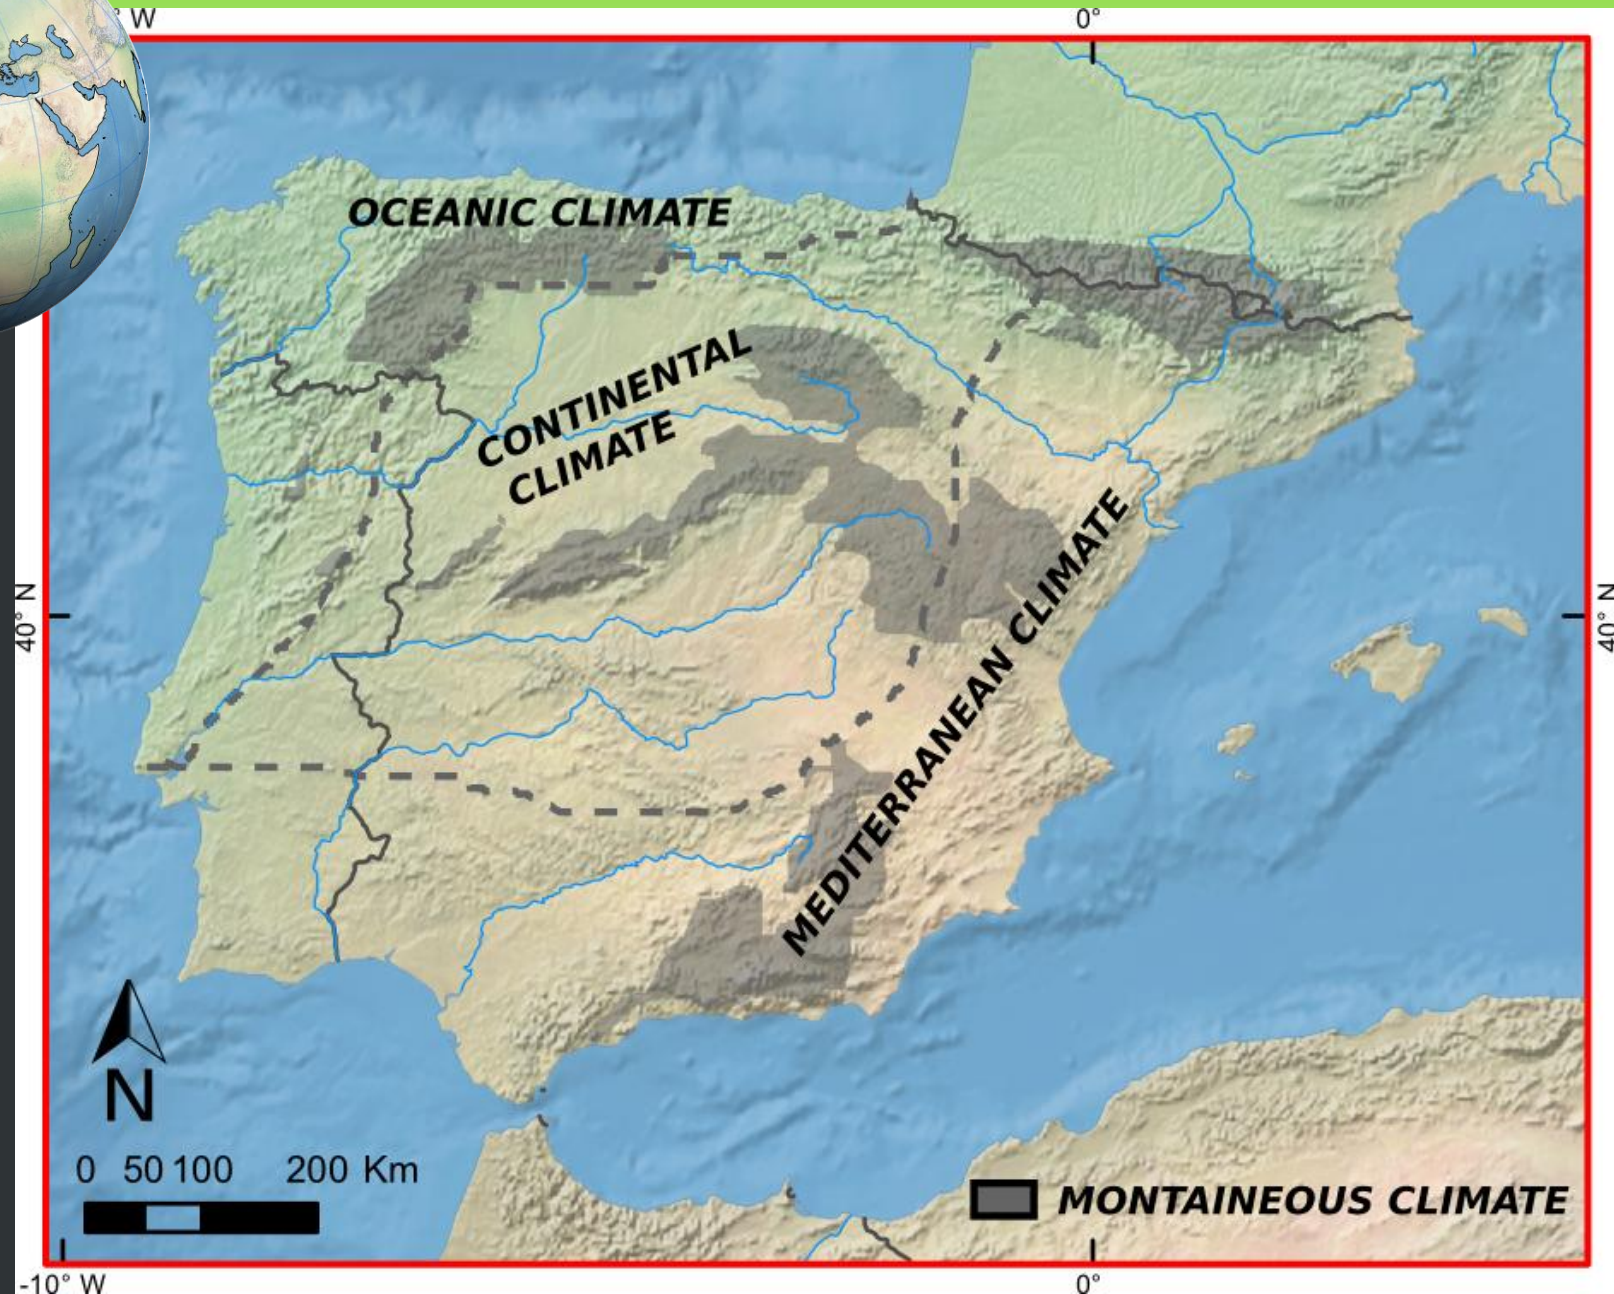 ° W
0°
OCEANIC CLIMATE
CONTINENTAL
CLIMATE
MEDITERRANEAN CLIMATE
40° N
40° N
N
0 50 100 200 Km
MONTAINEOUS CLIMATE
-10° W
0°